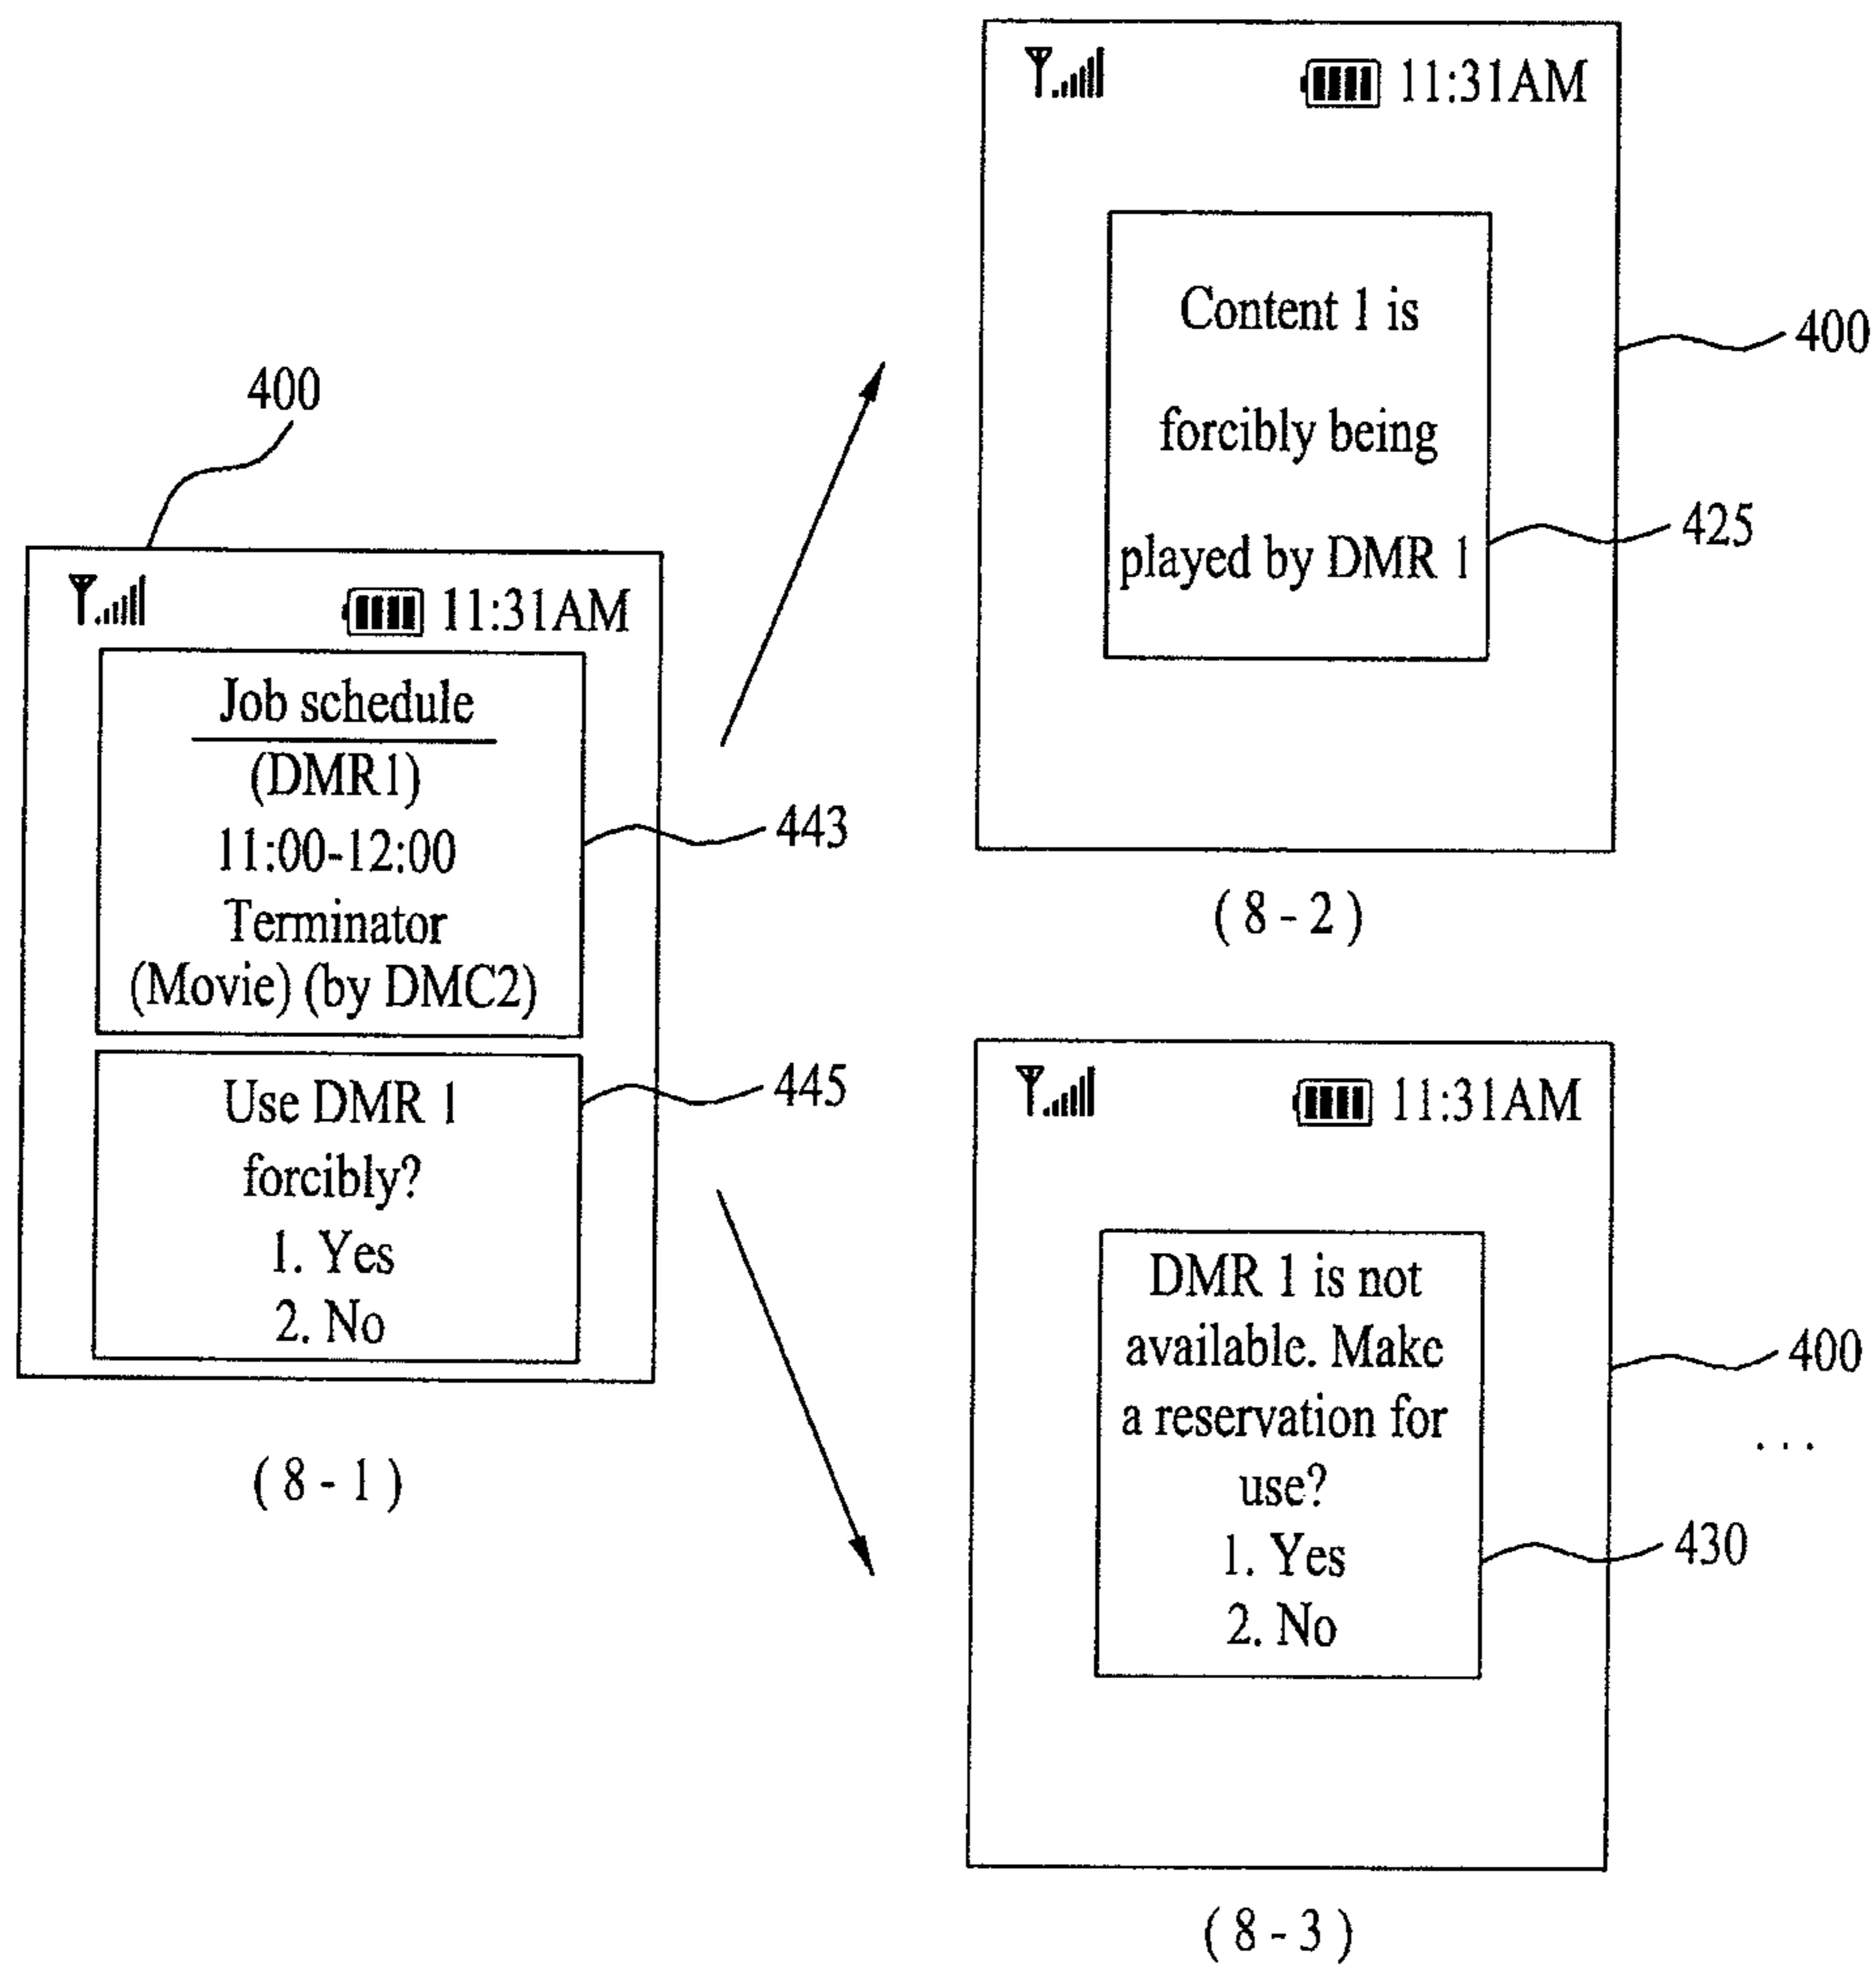 400
11:31AM
Job schedule
(DMR1)
11:00-12:00
Terminator
(Movie) (by DMC2)
443
Use DMR 1
forcibly?
1. Yes
2. No
445
(8-1)
11:31AM
Content 1 is
forcibly being
played by DMR 1
400
425
(8-2)
11:31AM
DMR 1 is not
available. Make
a reservation for
use?
1. Yes
2. No
400
...
430
(8-3)